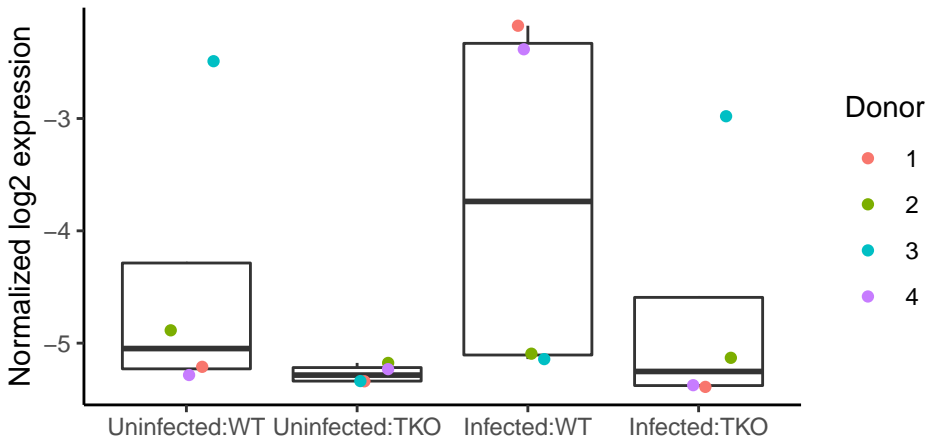 Normalized log2 expression
−3
−4
−5
Uninfected:WT
Uninfected:TKO
Infected:WT
Infected:TKO
Donor
1
2
3
4